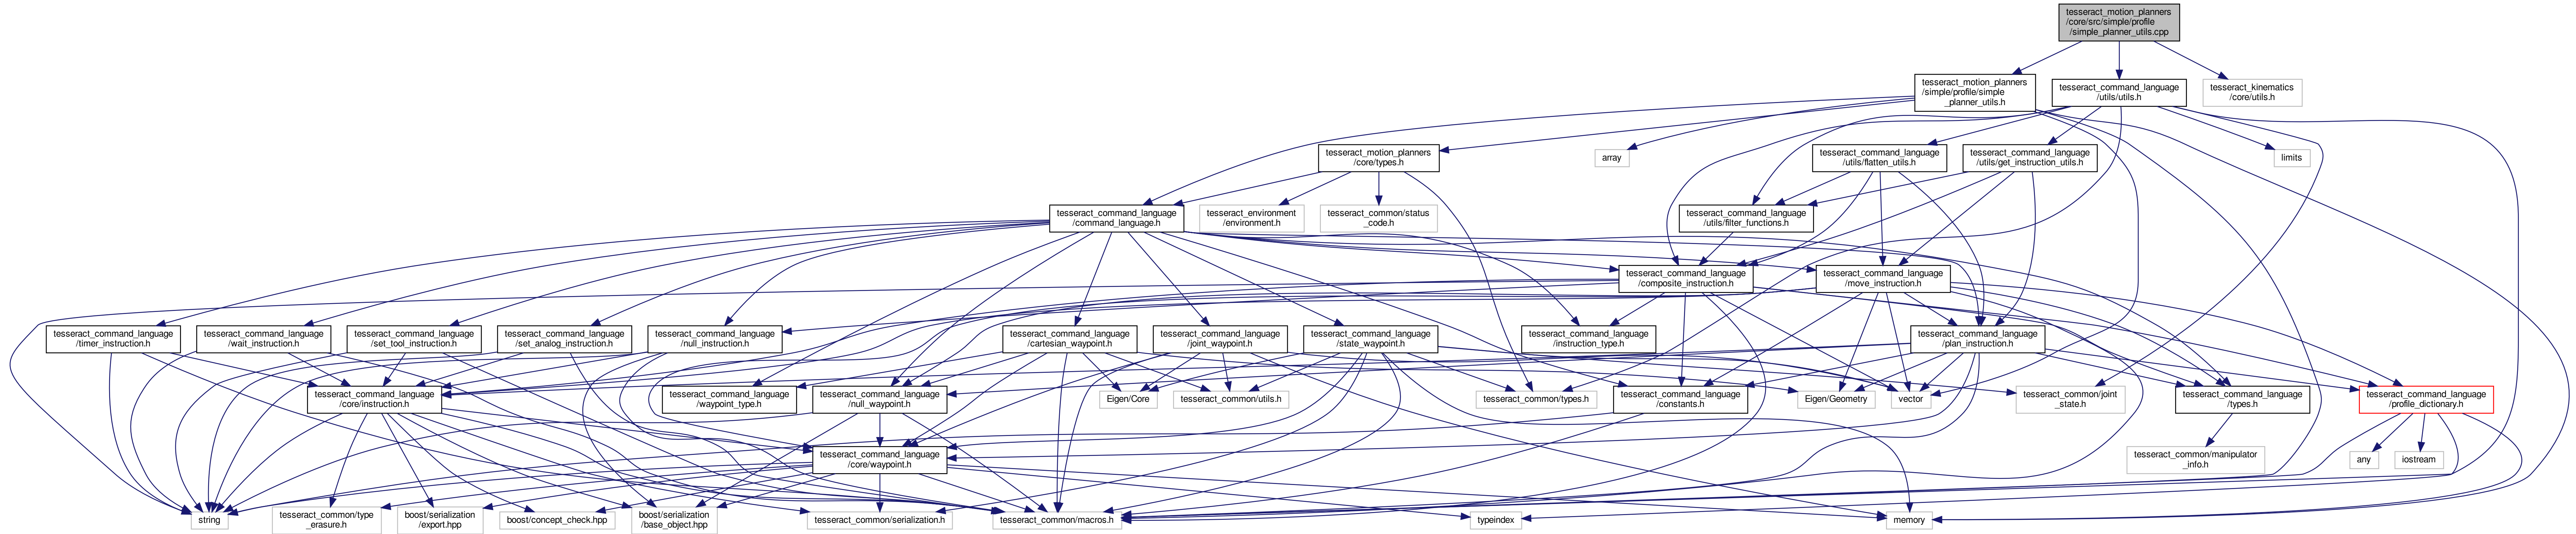 tesseract_motion_planners
/core/src/simple/profile
/simple_planner_utils.cpp
tesseract_motion_planners
/simple/profile/simple
_planner_utils.h
tesseract_command_language
/utils/utils.h
tesseract_kinematics
/core/utils.h
tesseract_motion_planners
/core/types.h
array
tesseract_command_language
/utils/flatten_utils.h
tesseract_command_language
/utils/get_instruction_utils.h
limits
tesseract_command_language
/command_language.h
tesseract_environment
/environment.h
tesseract_common/status
_code.h
tesseract_command_language
/utils/filter_functions.h
tesseract_command_language
/composite_instruction.h
tesseract_command_language
/move_instruction.h
tesseract_command_language
/timer_instruction.h
tesseract_command_language
/wait_instruction.h
tesseract_command_language
/set_tool_instruction.h
tesseract_command_language
/set_analog_instruction.h
tesseract_command_language
/null_instruction.h
tesseract_command_language
/cartesian_waypoint.h
tesseract_command_language
/joint_waypoint.h
tesseract_command_language
/state_waypoint.h
tesseract_command_language
/instruction_type.h
tesseract_command_language
/plan_instruction.h
tesseract_command_language
/core/instruction.h
tesseract_command_language
/waypoint_type.h
tesseract_command_language
/null_waypoint.h
Eigen/Core
tesseract_common/utils.h
tesseract_common/types.h
tesseract_command_language
/constants.h
Eigen/Geometry
vector
tesseract_common/joint
_state.h
tesseract_command_language
/types.h
tesseract_command_language
/profile_dictionary.h
tesseract_command_language
/core/waypoint.h
tesseract_common/manipulator
_info.h
any
iostream
string
tesseract_common/type
_erasure.h
boost/serialization
/export.hpp
boost/concept_check.hpp
boost/serialization
/base_object.hpp
tesseract_common/serialization.h
tesseract_common/macros.h
typeindex
memory